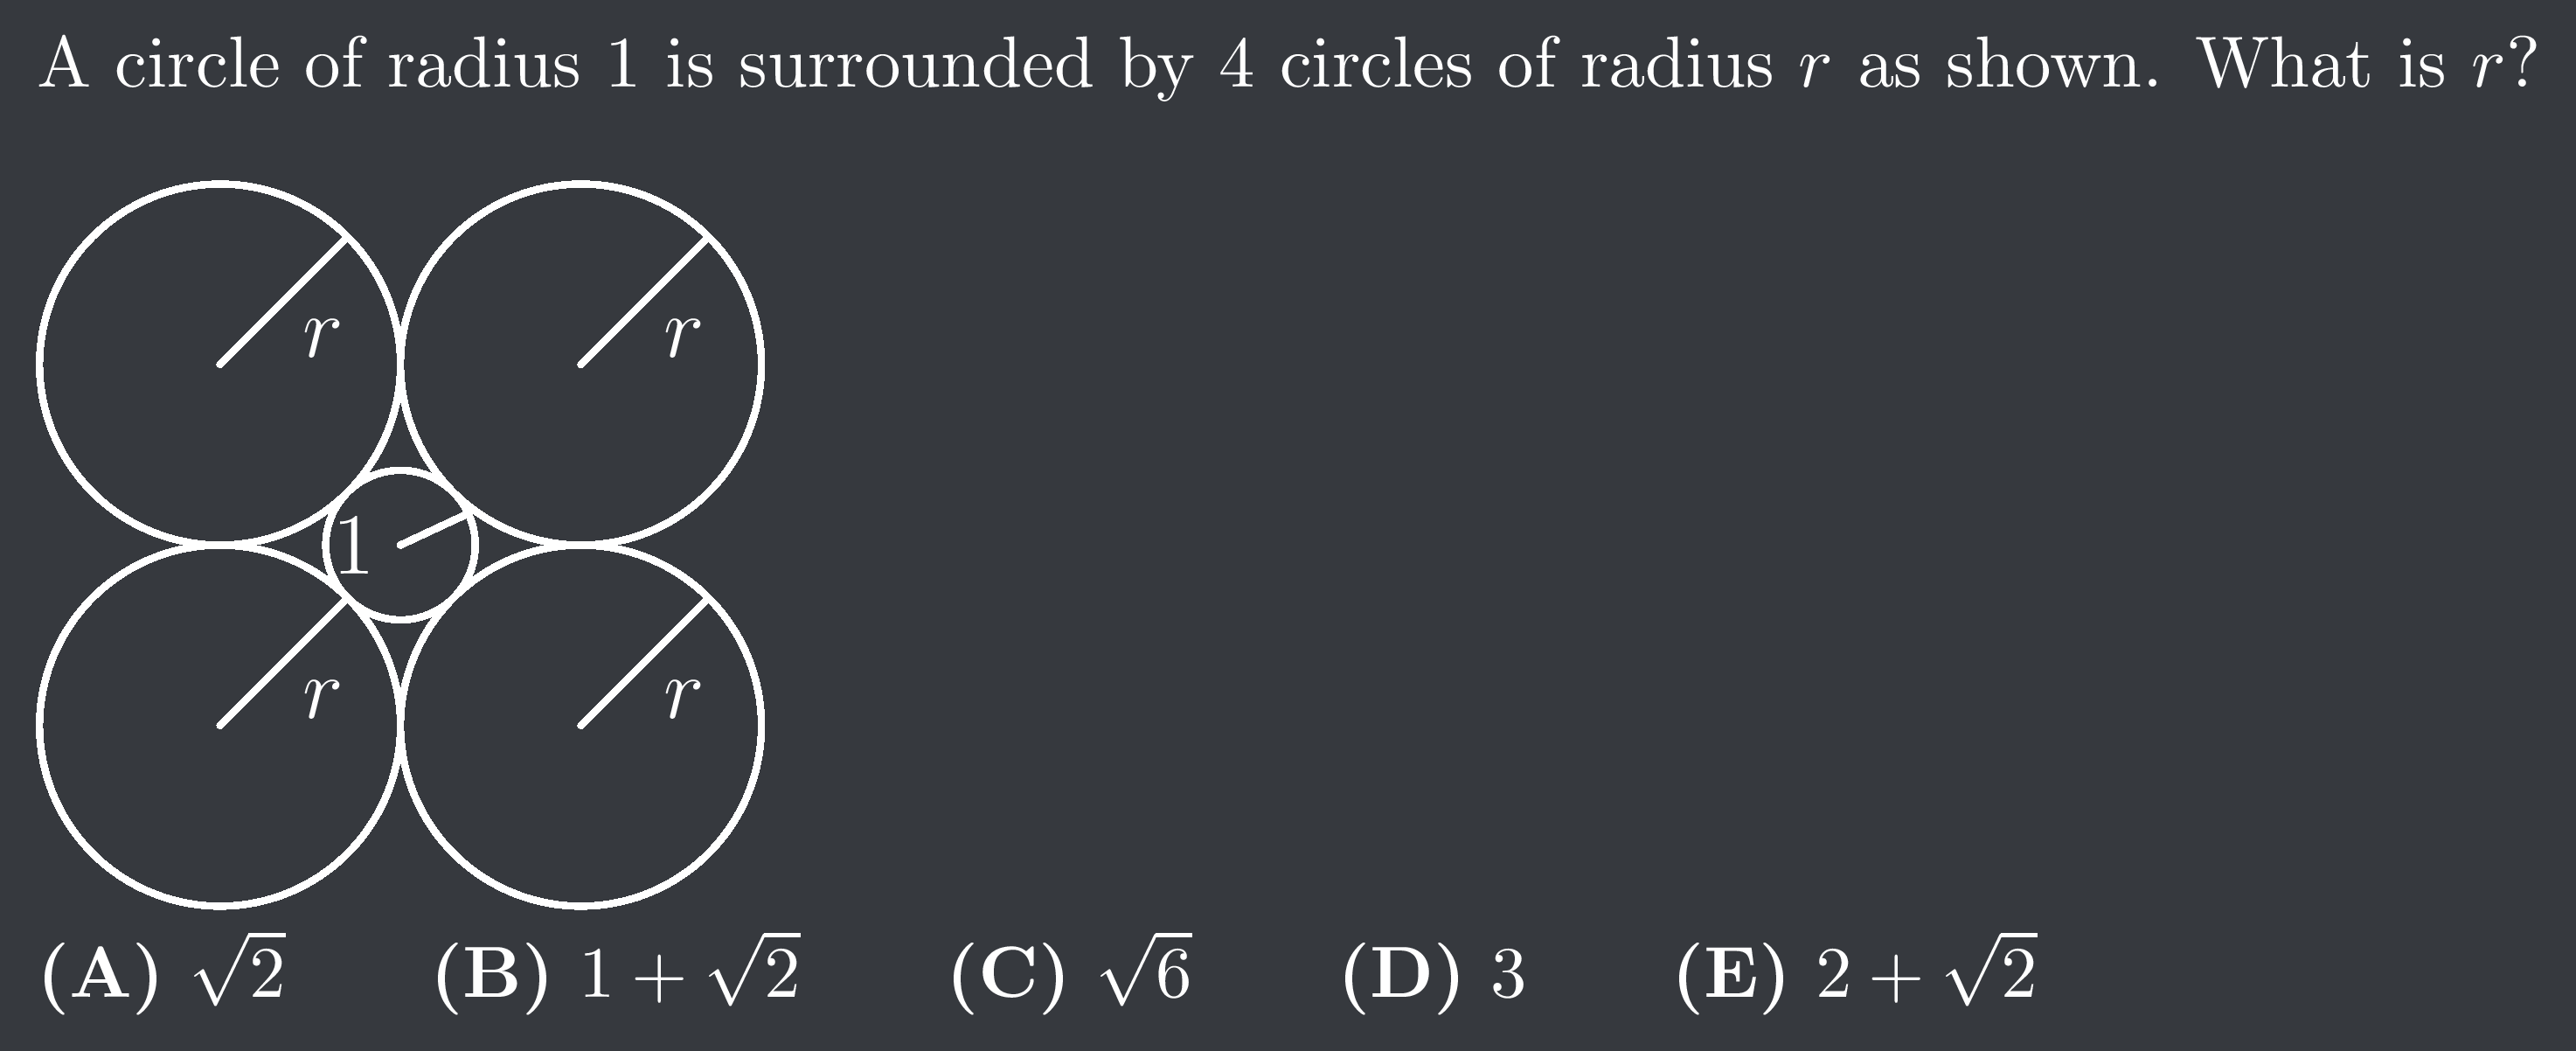 A circle of radius 1 is surrounded by 4 circles of radius r as shown. What is r?
r r
1
r r
(A) √2 (B) 1 + √2 (C) √6 (D) 3 (E) 2 + √2